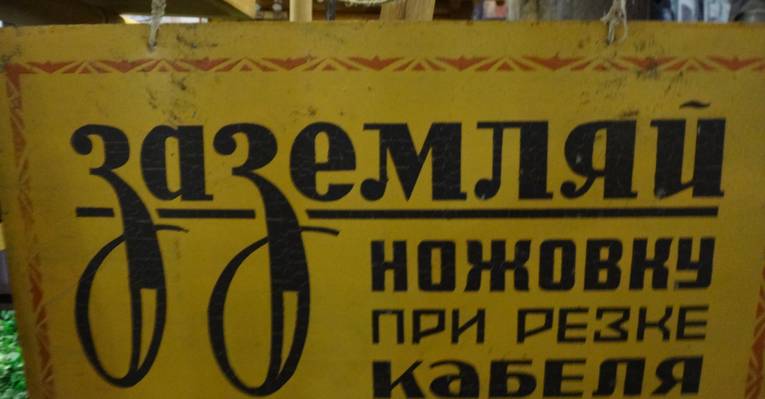 заземляй
ножовку
при резке
кабеля